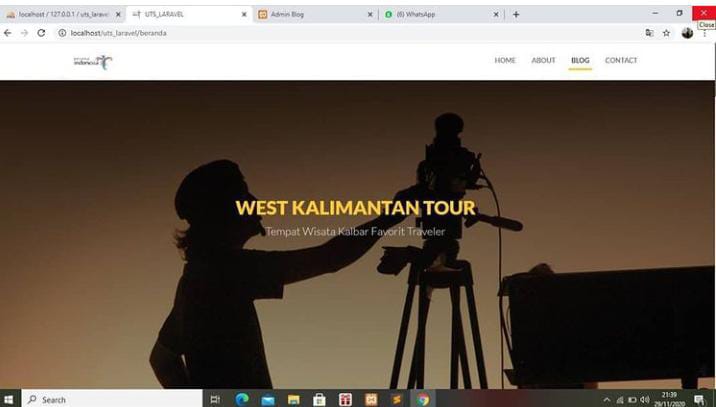 localhost / 127.0.0.1 / uts_laravel
UTS_LARAVEL
Admin Blog
(6) WhatsApp
Close
localhost/uts_laravel/beranda
indonesia
HOME ABOUT BLOG CONTACT
WEST KALIMANTAN TOUR
Tempat Wisata Kalbar Favorit Traveler
Search
21:39
29/11/2020